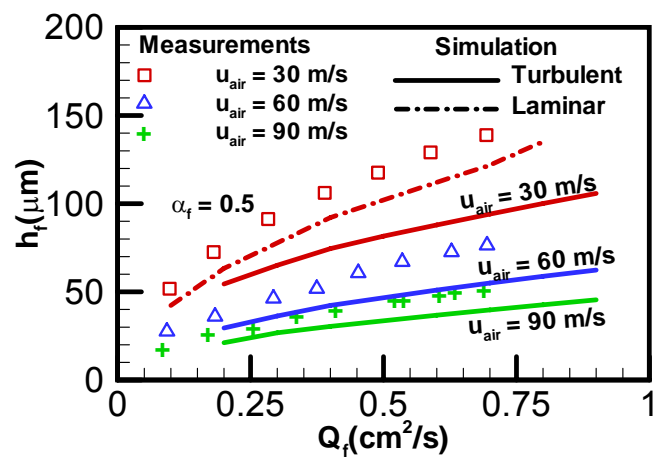 Measurements
u_air = 30 m/s
u_air = 60 m/s
u_air = 90 m/s
Simulation
Turbulent
Laminar
α_f = 0.5
u_air = 30 m/s
u_air = 60 m/s
u_air = 90 m/s
h_f(μm)
200
150
100
50
0
0 0.25 0.5 0.75 1
Q_f(cm²/s)